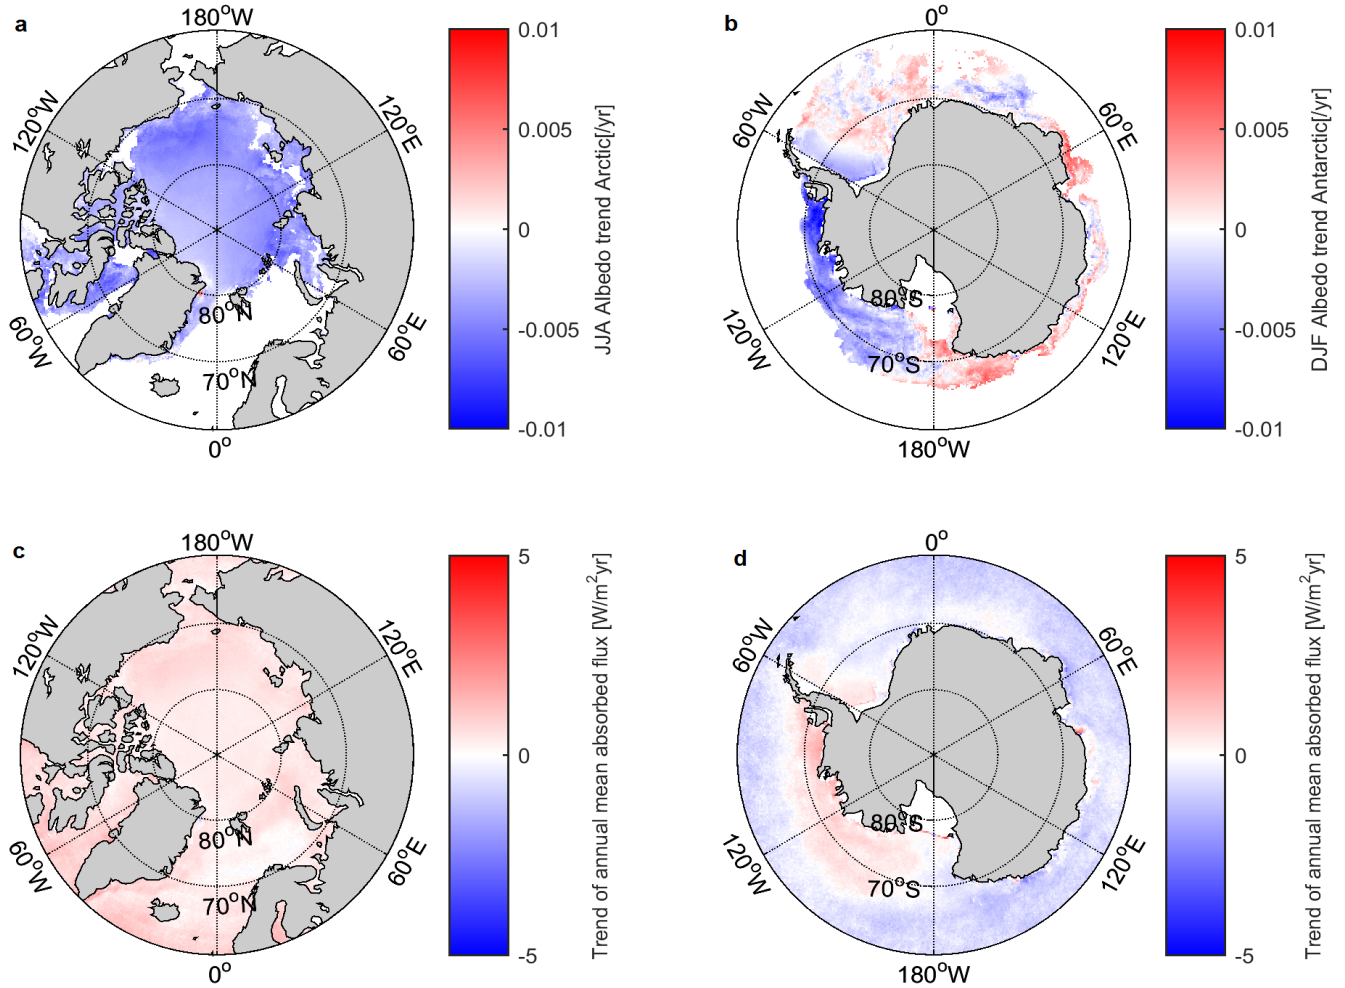 a
180°W
120°W
120°E
60°W
60°E
80°N
70°N
0°
0.01
0.005
0
-0.005
-0.01
JJA Albedo trend Arctic[/yr]
b
0°
60°W
60°E
120°W
120°E
80°S
70°S
180°W
0.01
0.005
0
-0.005
-0.01
DJF Albedo trend Antarctic[/yr]
c
180°W
120°W
120°E
60°W
60°E
80°N
70°N
0°
5
0
-5
Trend of annual mean absorbed flux [W/m²yr]
d
0°
60°W
60°E
120°W
120°E
80°S
70°S
180°W
5
0
-5
Trend of annual mean absorbed flux [W/m²yr]